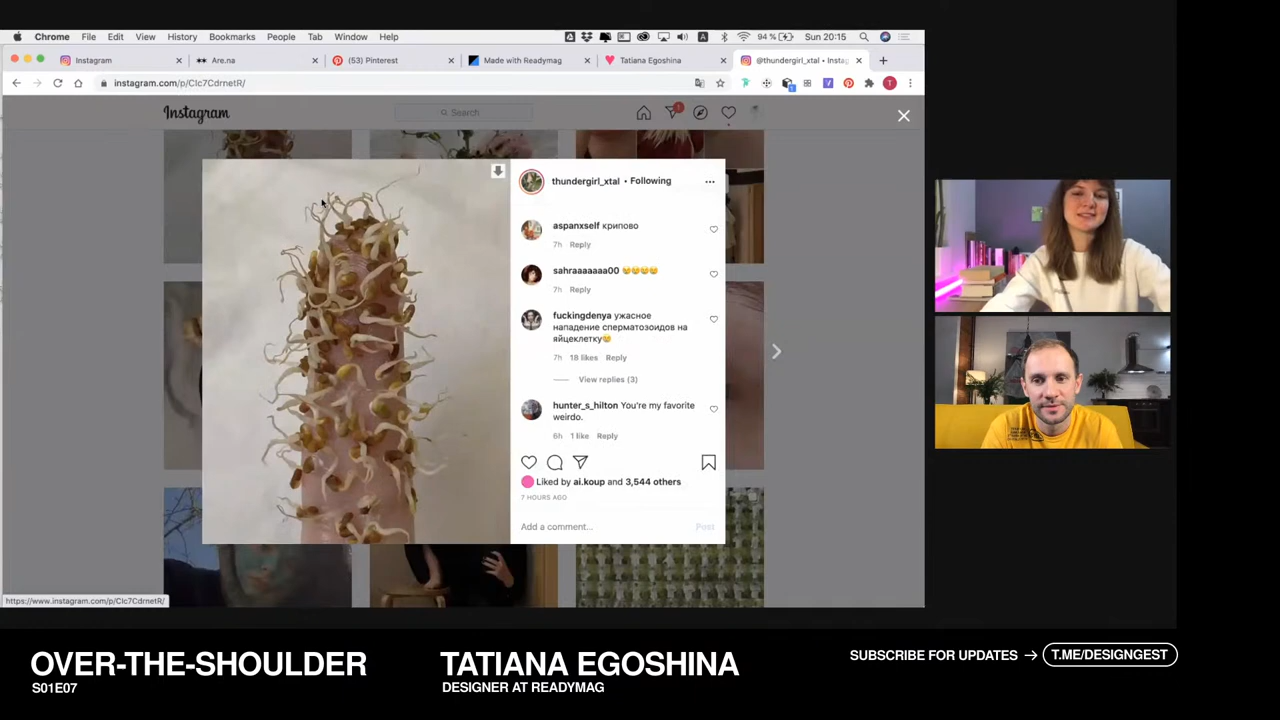 Chrome File Edit View History Bookmarks People Tab Window Help
94 % Sun 20:15
Instagram
Are.na
(53) Pinterest
Made with Readymag
Tatiana Egoshina
@thundergirl_xtal • Insta
instagram.com/p/CIc7CdrnetR/
Instagram
Search
1
thundergirl_xtal • Following
aspanxself крипово
7h Reply
sahraaaaaaa00
7h Reply
fuckingdenya ужасное
нападение сперматозоидов на
яйцеклетку
7h 18 likes Reply
View replies (3)
hunter_s_hilton You're my favorite
weirdo.
6h 1 like Reply
Liked by ai.koup and 3,544 others
7 HOURS AGO
Add a comment...
Post
https://www.instagram.com/p/CIc7CdrnetR/
OVER-THE-SHOULDER
S01E07
TATIANA EGOSHINA
DESIGNER AT READYMAG
SUBSCRIBE FOR UPDATES → T.ME/DESIGNGEST